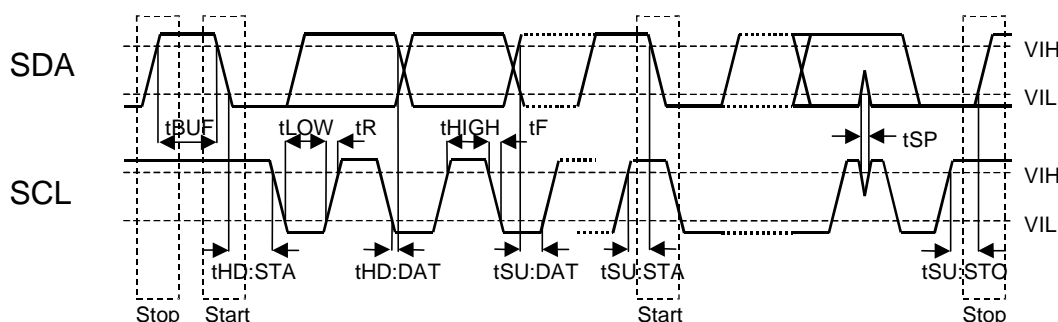 SDA
VIH
VIL
tBUF
tLOW
tR
tHIGH
tF
tSP
SCL
VIH
VIL
tHD:STA
tHD:DAT
tSU:DAT
tSU:STA
tSU:STO
Stop
Start
Start
Stop